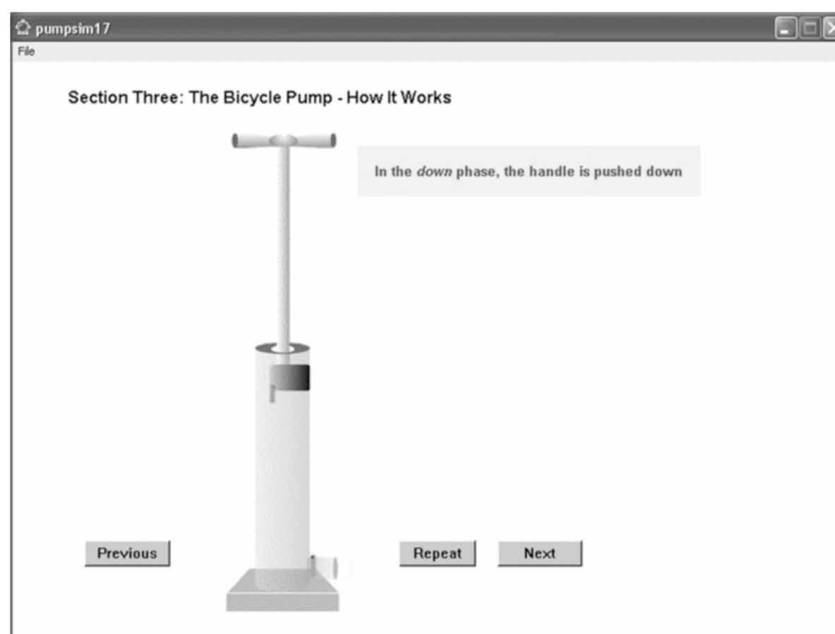 pumpsim17
File
Section Three: The Bicycle Pump - How It Works
In the down phase, the handle is pushed down
Previous
Repeat
Next